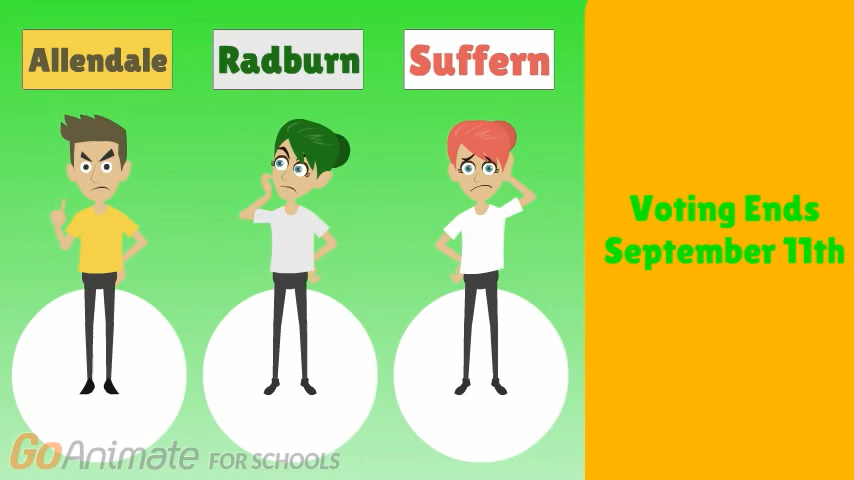 Allendale
Radburn
Suffern
Voting Ends
September 11th
GoAnimate FOR SCHOOLS